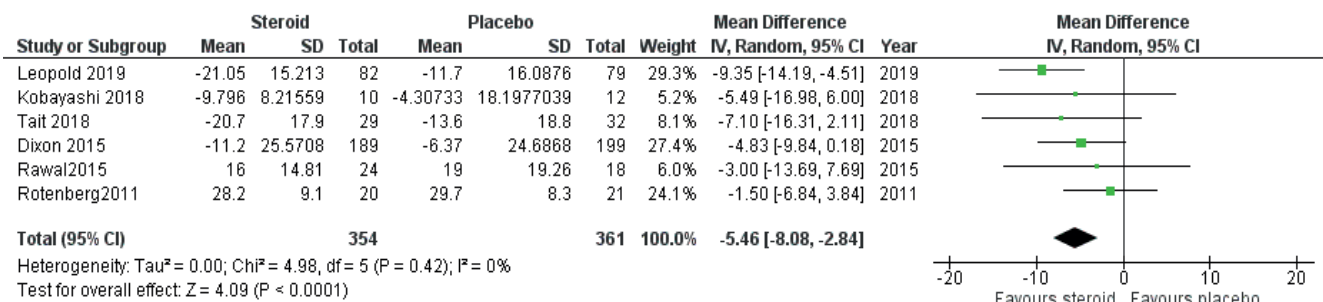 Steroid Placebo Mean Difference Mean Difference
Study or Subgroup Mean SD Total Mean SD Total Weight IV, Random, 95% CI Year IV, Random, 95% CI
Leopold 2019 -21.05 15.213 82 -11.7 16.0876 79 29.3% -9.35 [-14.19, -4.51] 2019
Kobayashi 2018 -9.796 8.21559 10 -4.30733 18.1977039 12 5.2% -5.49 [-16.98, 6.00] 2018
Tait 2018 -20.7 17.9 29 -13.6 18.8 32 8.1% -7.10 [-16.31, 2.11] 2018
Dixon 2015 -11.2 25.5708 189 -6.37 24.6868 199 27.4% -4.83 [-9.84, 0.18] 2015
Rawal2015 16 14.81 24 19 19.26 18 6.0% -3.00 [-13.69, 7.69] 2015
Rotenberg2011 28.2 9.1 20 29.7 8.3 21 24.1% -1.50 [-6.84, 3.84] 2011
Total (95% CI) 354 361 100.0% -5.46 [-8.08, -2.84]
Heterogeneity: Tau² = 0.00; Chi² = 4.98, df = 5 (P = 0.42); I² = 0%
Test for overall effect: Z = 4.09 (P < 0.0001)
-20 -10 0 10 20
Favours steroid Favours placebo